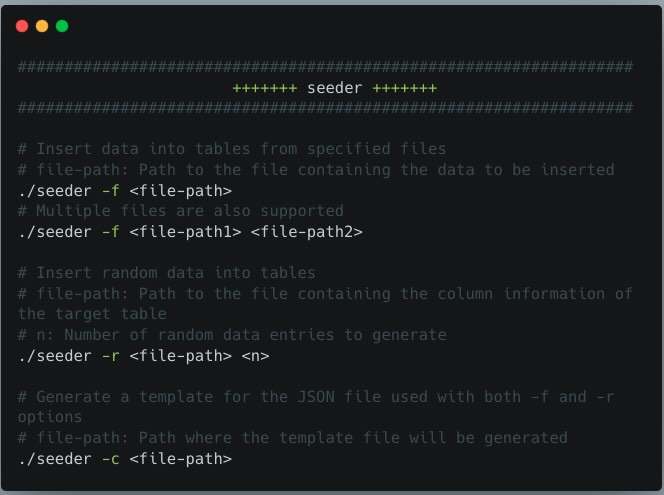 ###################################################################
+++++++ seeder +++++++
###################################################################
# Insert data into tables from specified files
# file-path: Path to the file containing the data to be inserted
./seeder -f <file-path>
# Multiple files are also supported
./seeder -f <file-path1> <file-path2>
# Insert random data into tables
# file-path: Path to the file containing the column information of
the target table
# n: Number of random data entries to generate
./seeder -r <file-path> <n>
# Generate a template for the JSON file used with both -f and -r
options
# file-path: Path where the template file will be generated
./seeder -c <file-path>